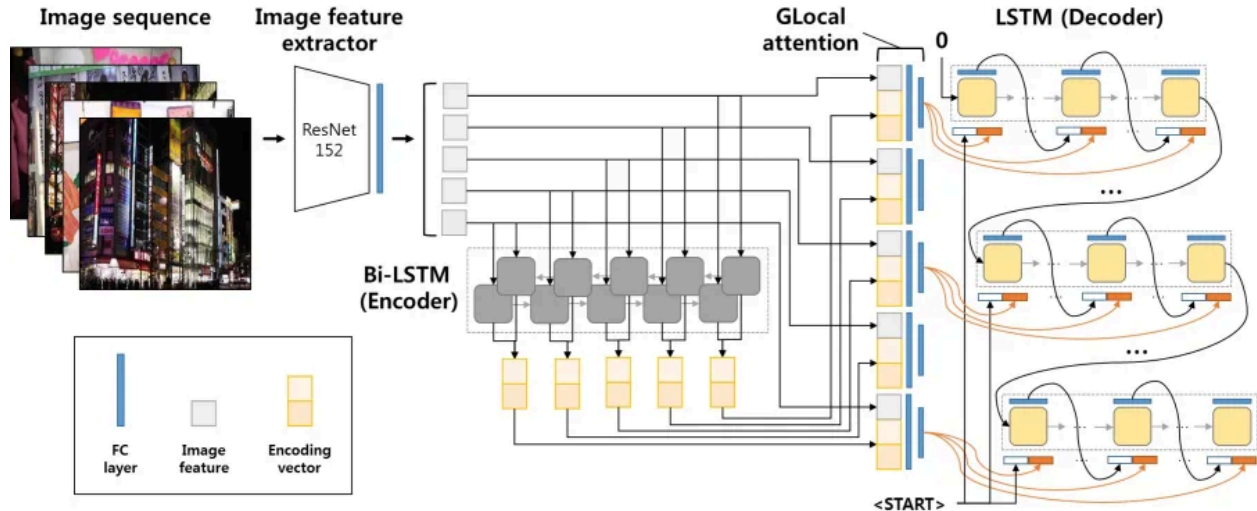 Image sequence
Image feature
extractor
GLocal
attention
LSTM (Decoder)
0
ResNet
152
...
Bi-LSTM
(Encoder)
...
FC
layer
Image
feature
Encoding
vector
<START>